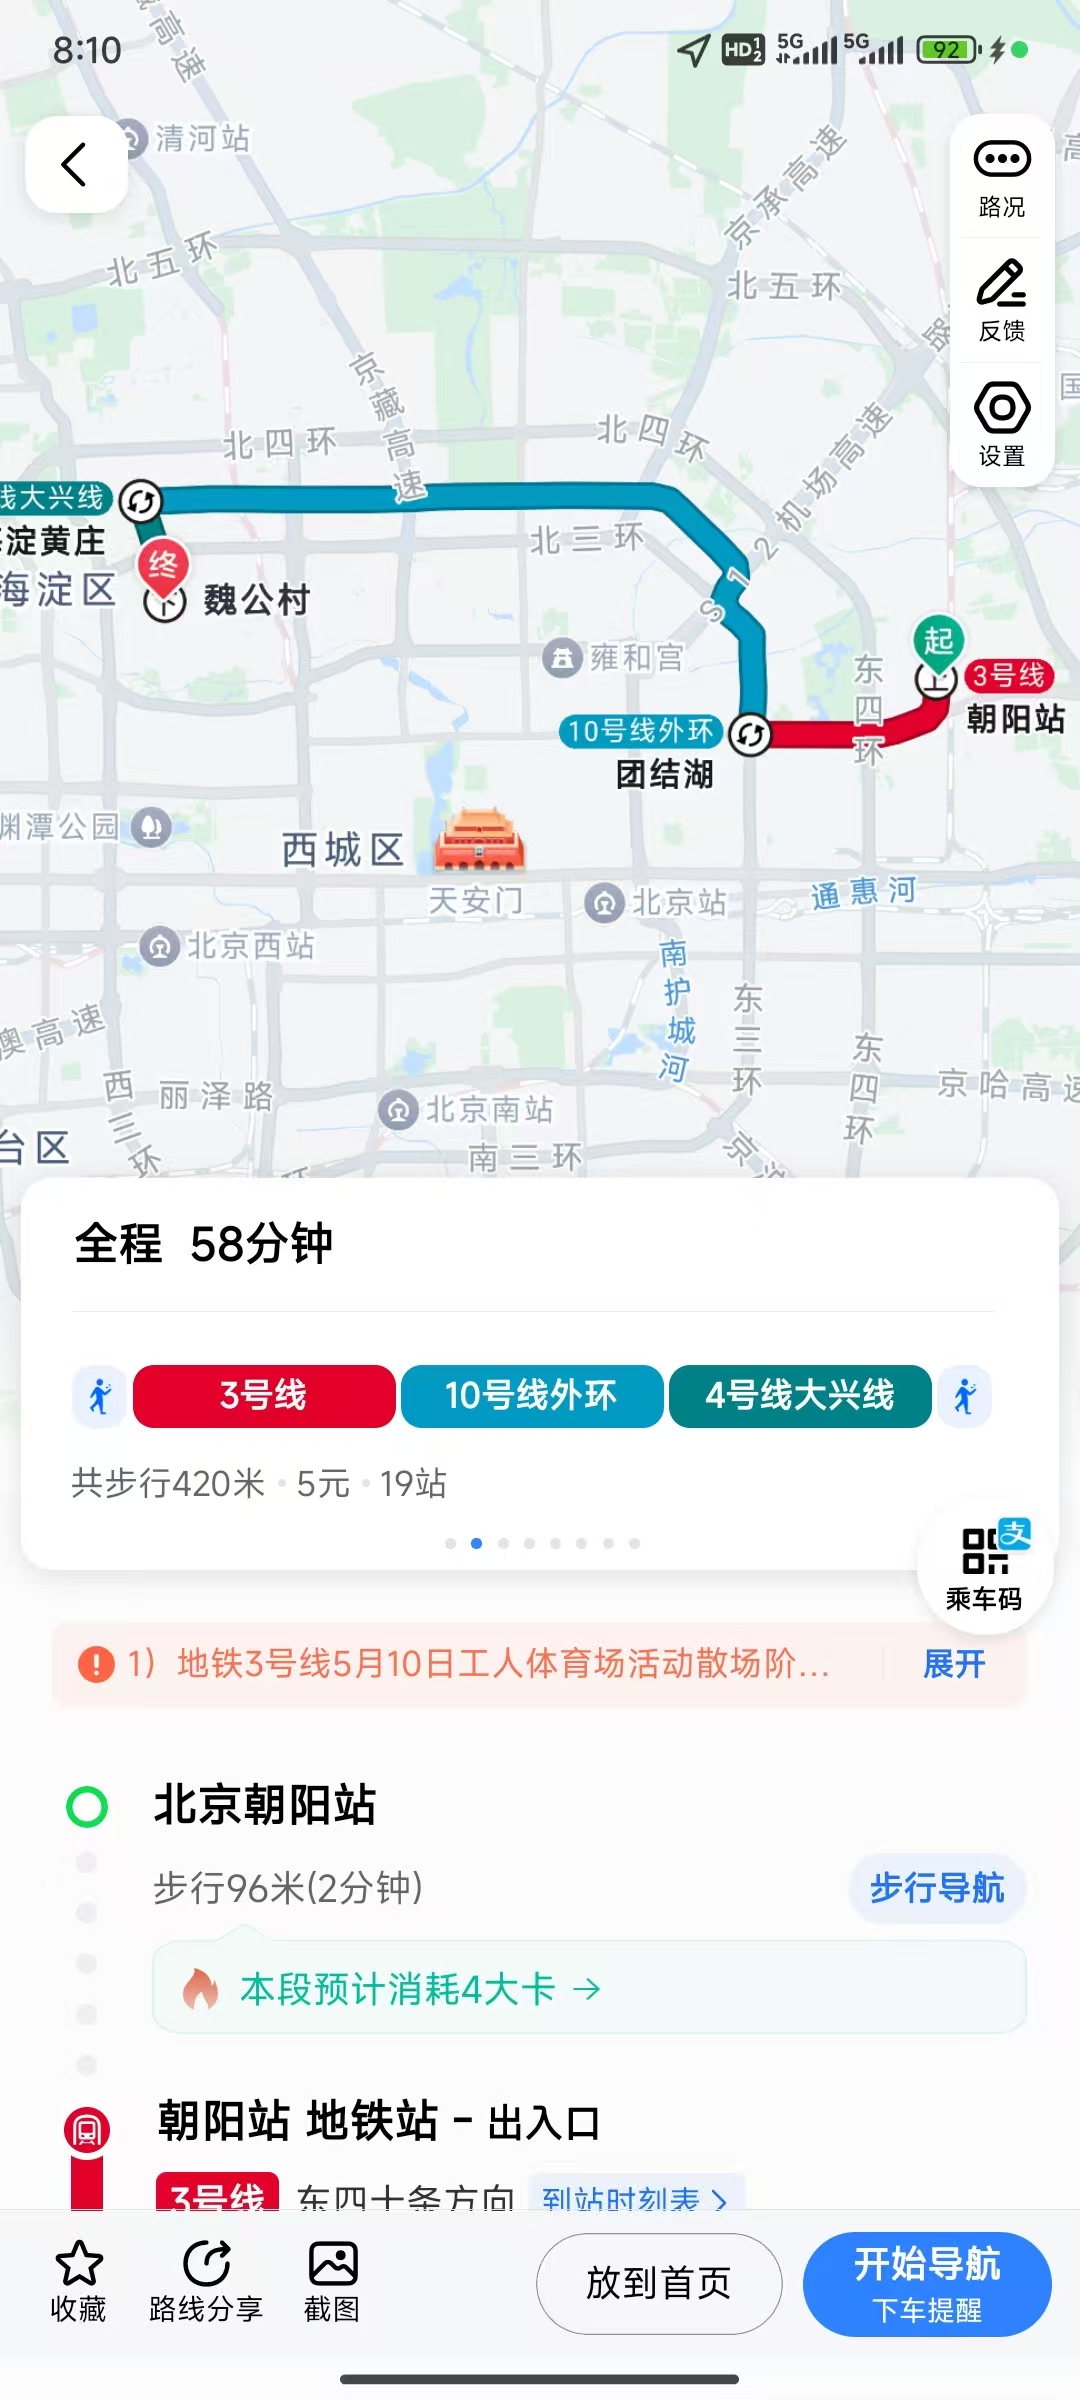 8:10
HD 1 2
5G
5G
92
清河站
京承高速
路况
北五环
北五环
反馈
京藏高速
机场高速
设置
北四环
北四环
线大兴线
淀黄庄
北三环
终
海淀区
魏公村
S12
雍和宫
起
3号线
东四环
朝阳站
10号线外环
团结湖
渊潭公园
西城区
天安门
北京站
通惠河
北京西站
南护城河
东三环
澳高速
西三环
丽泽路
东四环
京哈高速
北京南站
台区
南三环
全程 58分钟
3号线
10号线外环
4号线大兴线
共步行420米·5元·19站
支
乘车码
1）地铁3号线5月10日工人体育场活动散场阶...
展开
北京朝阳站
步行96米(2分钟)
步行导航
本段预计消耗4大卡 →
朝阳站 地铁站 - 出入口
3号线 东四十条方向 到站时刻表 >
收藏
路线分享
截图
放到首页
开始导航
下车提醒